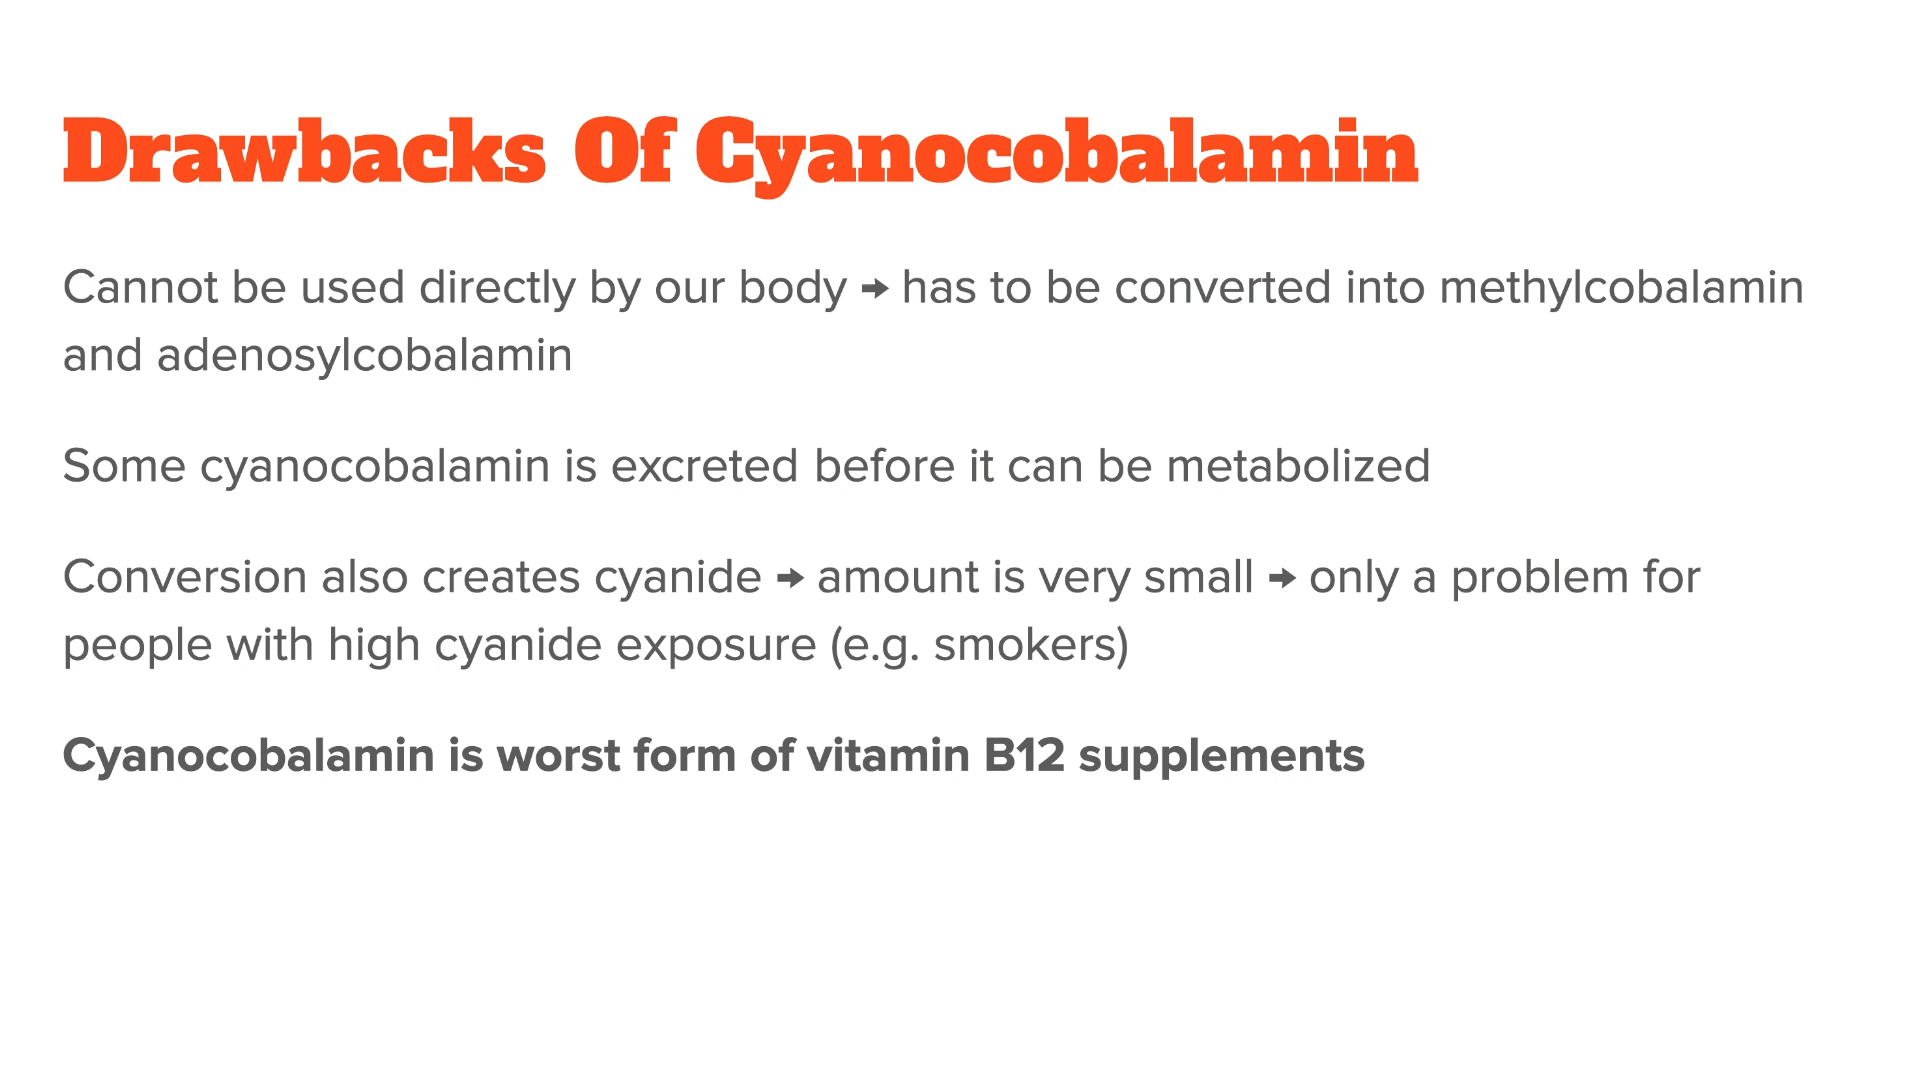 Drawbacks Of Cyanocobalamin
Cannot be used directly by our body → has to be converted into methylcobalamin
and adenosylcobalamin
Some cyanocobalamin is excreted before it can be metabolized
Conversion also creates cyanide → amount is very small → only a problem for
people with high cyanide exposure (e.g. smokers)
Cyanocobalamin is worst form of vitamin B12 supplements